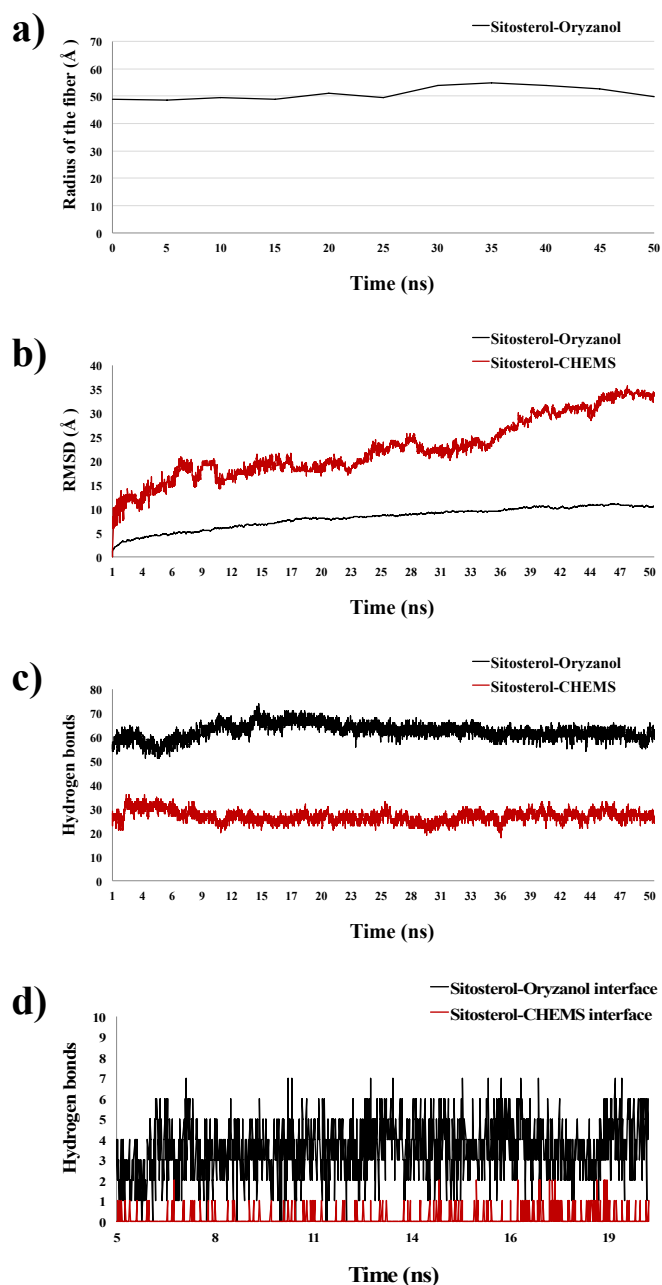 a)
Sitosterol-Oryzanol
70
60
50
40
30
20
10
0
Radius of the fiber (Å)
0 5 10 15 20 25 30 35 40 45 50
Time (ns)
b)
Sitosterol-Oryzanol
Sitosterol-CHEMS
40
35
30
25
20
15
10
5
0
RMSD (Å)
1 4 6 9 12 15 17 20 23 25 28 31 33 36 39 42 44 47 50
Time (ns)
c)
Sitosterol-Oryzanol
Sitosterol-CHEMS
80
70
60
50
40
30
20
10
0
Hydrogen bonds
1 4 6 9 12 15 17 20 23 25 28 31 33 36 39 42 44 47 50
Time (ns)
d)
Sitosterol-Oryzanol interface
Sitosterol-CHEMS interface
10
9
8
7
6
5
4
3
2
1
0
Hydrogen bonds
5 8 11 14 16 19
Time (ns)